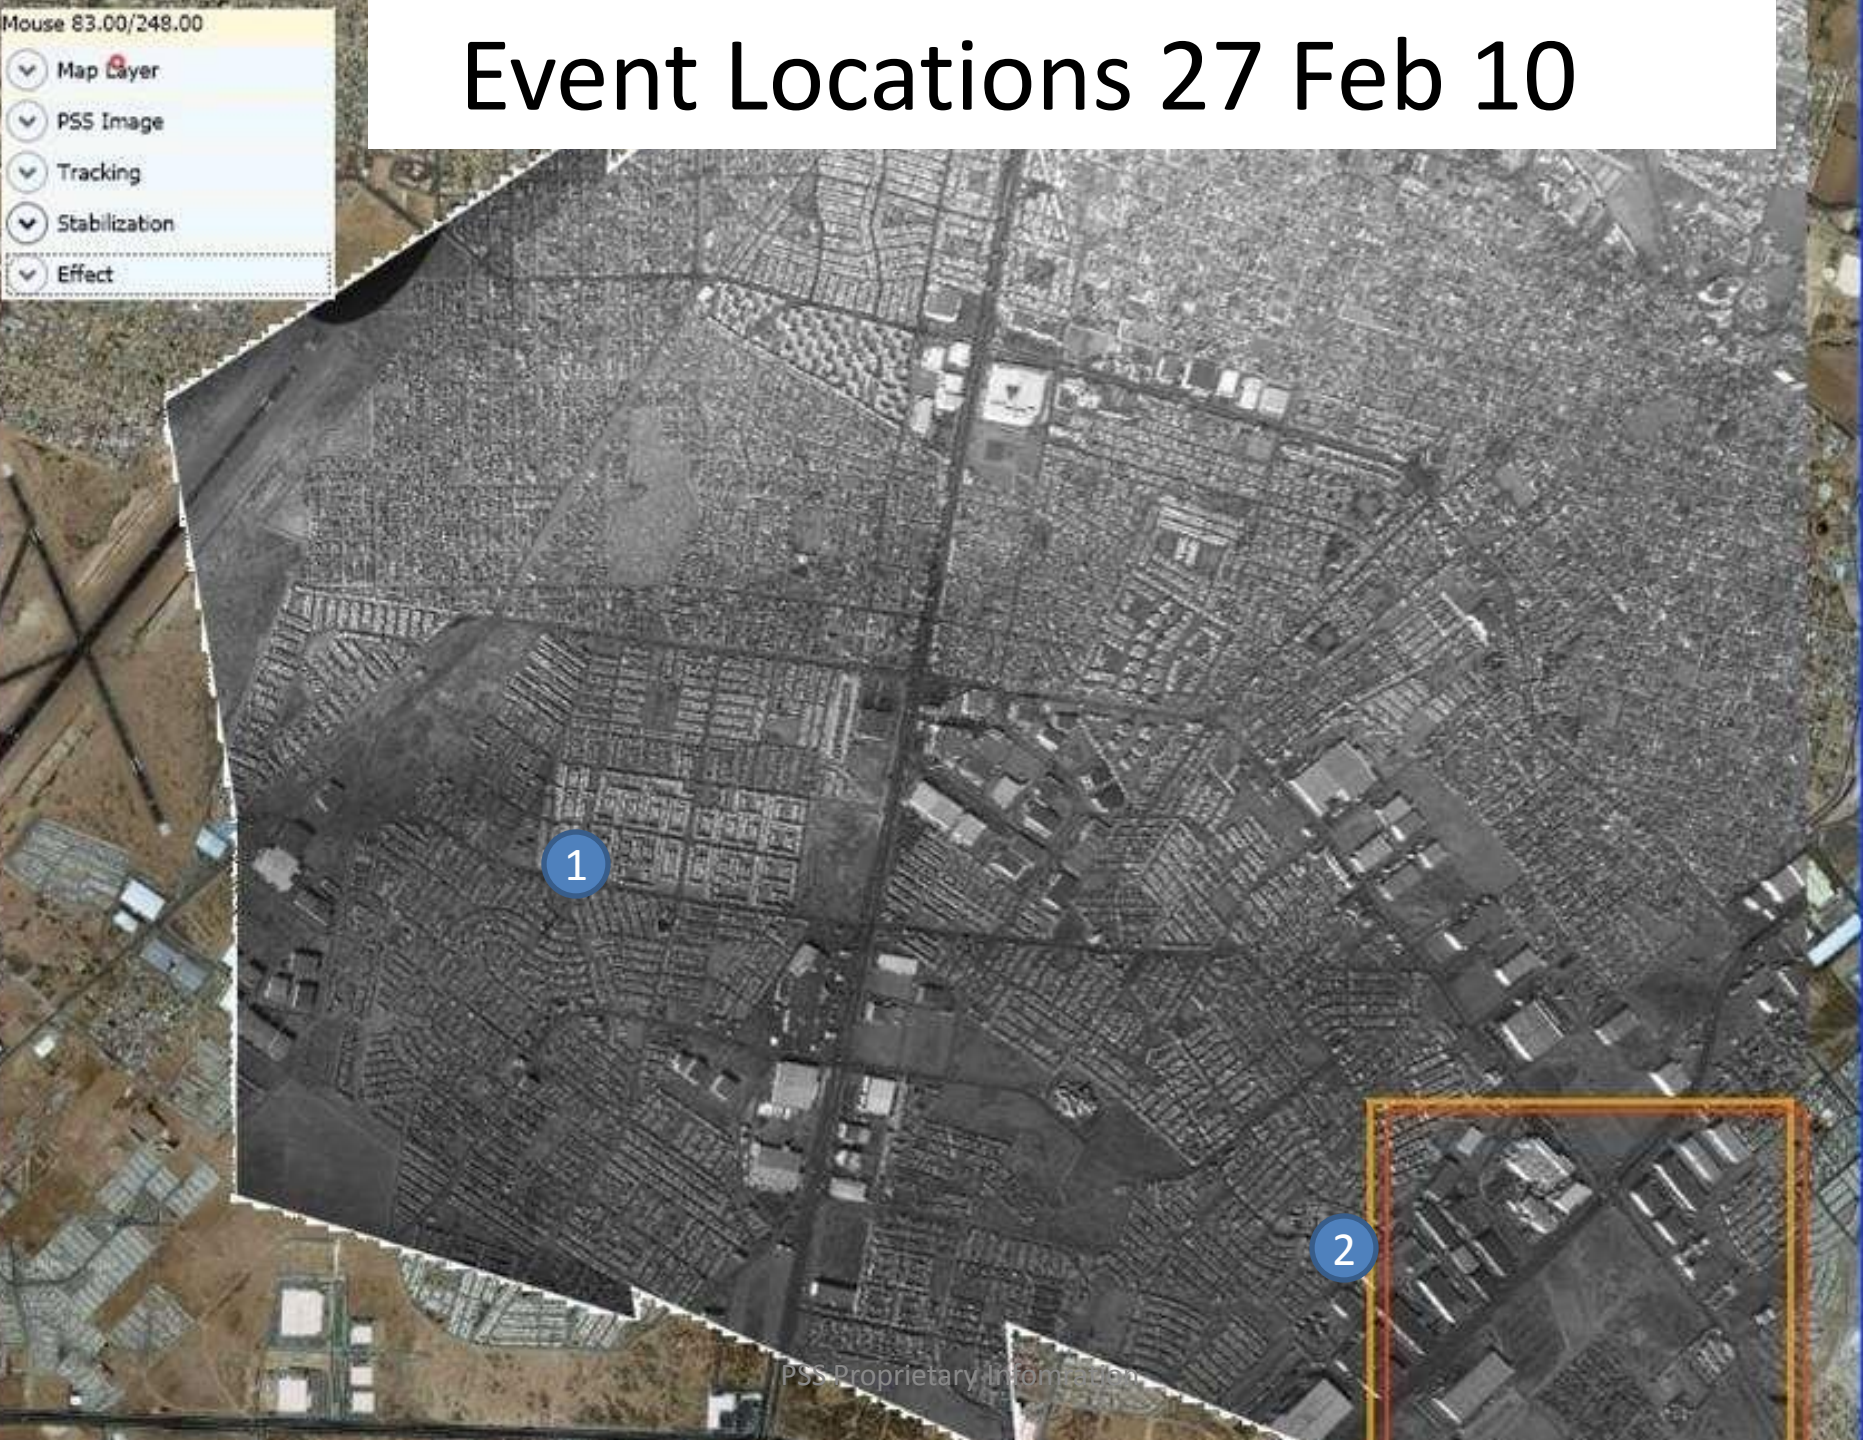 Mouse 83.00/248.00
Event Locations 27 Feb 10
Map Layer
PSS Image
Tracking
Stabilization
Effect
1
2
PSS Proprietary Information